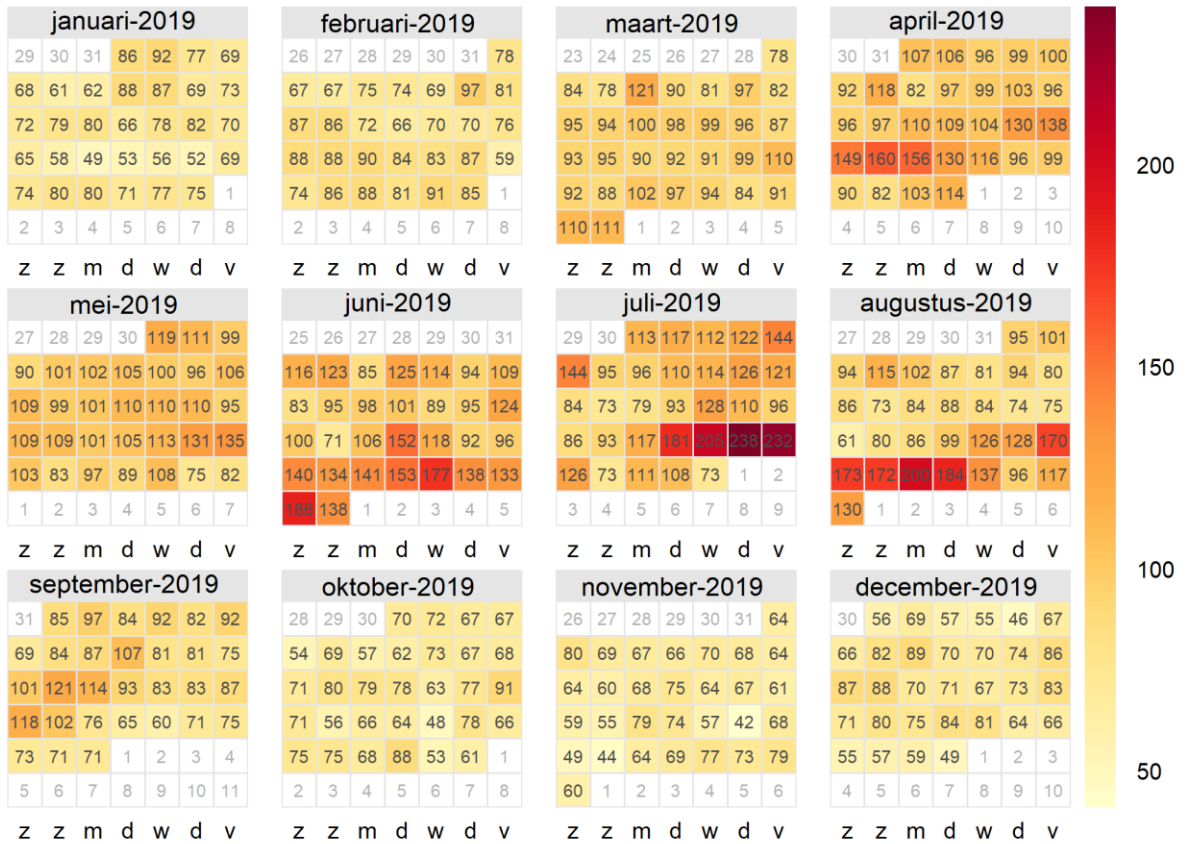 januari-2019 februari-2019 maart-2019 april-2019
29 30 31 86 92 77 69 26 27 28 29 30 31 78 23 24 25 26 27 28 78 30 31 107 106 96 99 100
68 61 62 88 87 69 73 67 67 75 74 69 97 81 84 78 121 90 81 97 82 92 118 82 97 99 103 96
72 79 80 66 78 82 70 87 86 72 66 70 70 76 95 94 100 98 99 96 87 96 97 110 109 104 130 138
65 58 49 53 56 52 69 88 88 90 84 83 87 59 93 95 90 92 91 99 110 149 160 156 130 116 96 99
74 80 80 71 77 75 1 74 86 88 81 91 85 1 92 88 102 97 94 84 91 90 82 103 114 1 2 3
2 3 4 5 6 7 8 2 3 4 5 6 7 8 110 111 1 2 3 4 5 4 5 6 7 8 9 10
z z m d w d v z z m d w d v z z m d w d v z z m d w d v
mei-2019 juni-2019 juli-2019 augustus-2019
27 28 29 30 119 111 99 25 26 27 28 29 30 31 29 30 113 117 112 122 144 27 28 29 30 31 95 101
90 101 102 105 100 96 106 116 123 85 125 114 94 109 144 95 96 110 114 126 121 94 115 102 87 81 94 80
109 99 101 110 110 110 95 83 95 98 101 89 95 124 84 73 79 93 128 110 96 86 73 84 88 84 74 75
109 109 101 105 113 131 135 100 71 106 152 118 92 96 86 93 117 181 205 238 232 61 80 86 99 126 128 170
103 83 97 89 108 75 82 140 134 141 153 177 138 133 126 73 111 108 73 1 2 173 172 200 184 137 96 117
1 2 3 4 5 6 7 186 138 1 2 3 4 5 3 4 5 6 7 8 9 130 1 2 3 4 5 6
z z m d w d v z z m d w d v z z m d w d v z z m d w d v
september-2019 oktober-2019 november-2019 december-2019
31 85 97 84 92 82 92 28 29 30 70 72 67 67 26 27 28 29 30 31 64 30 56 69 57 55 46 67
69 84 87 107 81 81 75 54 69 57 62 73 67 68 80 69 67 66 70 68 64 66 82 89 70 70 74 86
101 121 114 93 83 83 87 71 80 79 78 63 77 91 64 60 68 75 64 67 61 87 88 70 71 67 73 83
118 102 76 65 60 71 75 71 56 66 64 48 78 66 59 55 79 74 57 42 68 71 80 75 84 81 64 66
73 71 71 1 2 3 4 75 75 68 88 53 61 1 49 44 64 69 77 73 79 55 57 59 49 1 2 3
5 6 7 8 9 10 11 2 3 4 5 6 7 8 60 1 2 3 4 5 6 4 5 6 7 8 9 10
z z m d w d v z z m d w d v z z m d w d v z z m d w d v
200
150
100
50